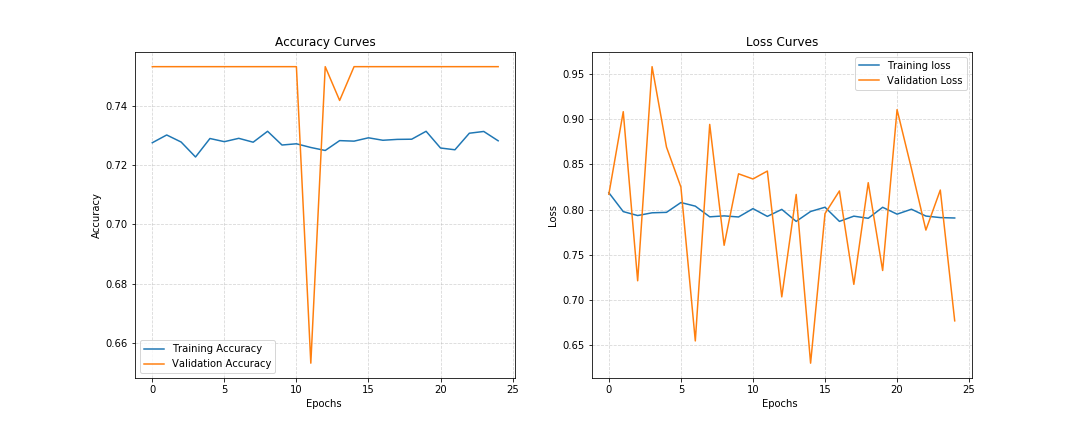 Accuracy Curves
0.74
0.72
0.70
0.68
0.66
Accuracy
Training Accuracy
Validation Accuracy
0 5 10 15 20 25
Epochs
Loss Curves
0.95
0.90
0.85
0.80
0.75
0.70
0.65
Loss
Training loss
Validation Loss
0 5 10 15 20 25
Epochs